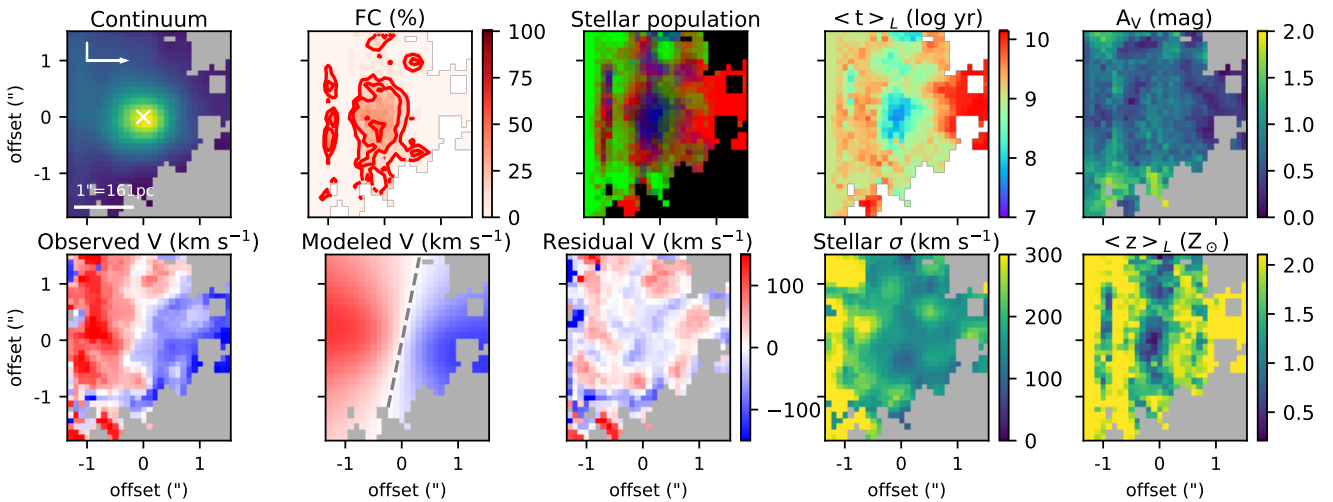 Continuum
FC (%)
Stellar population
< t >L (log yr)
AV (mag)
offset (")
1
0
-1
1"=161pc
100
75
50
25
0
10
9
8
7
2.0
1.5
1.0
0.5
0.0
Observed V (km s−1)
Modeled V (km s−1)
Residual V (km s−1)
Stellar σ (km s−1)
< z >L (Z⊙)
offset (")
1
0
-1
100
0
−100
300
200
100
0
2.0
1.5
1.0
0.5
-1 0 1
-1 0 1
-1 0 1
-1 0 1
-1 0 1
offset (")
offset (")
offset (")
offset (")
offset (")